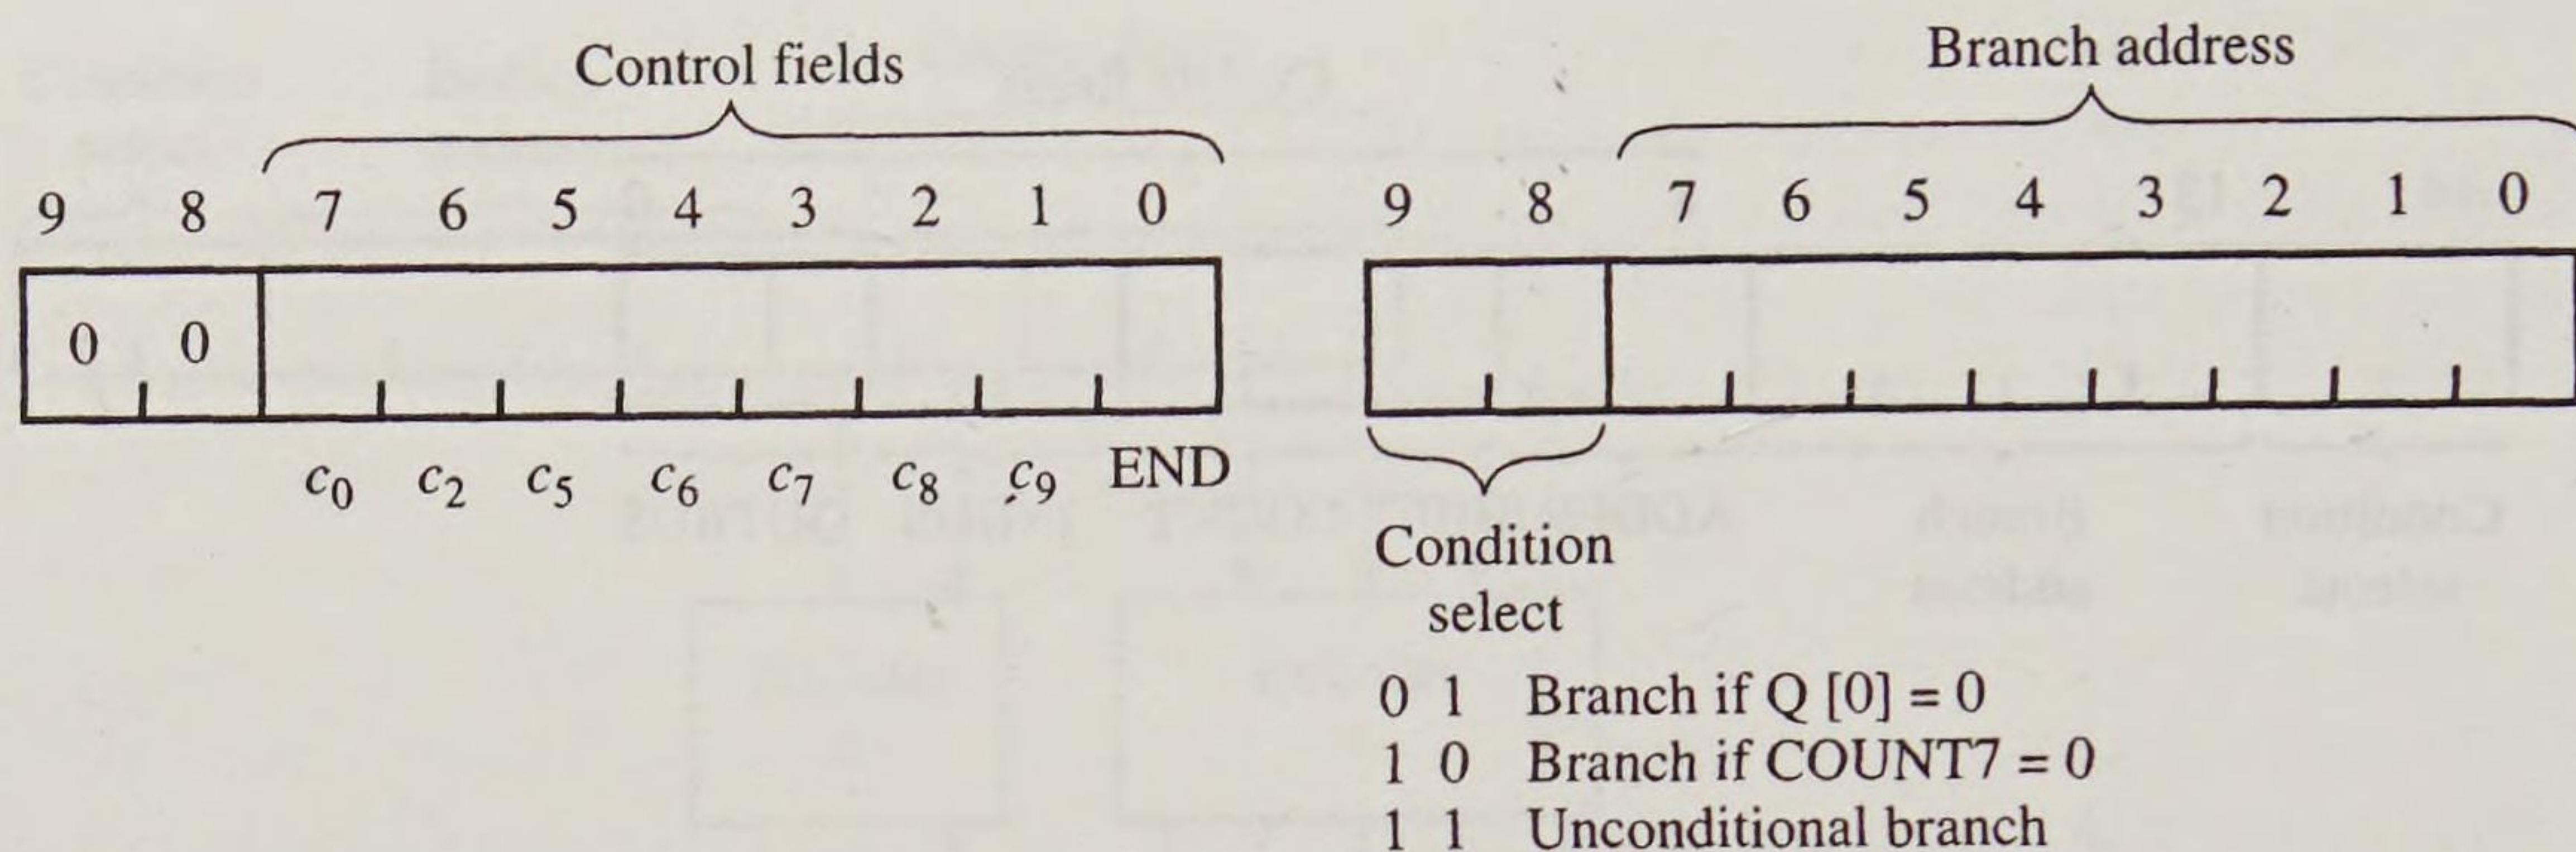 Control fields
Branch address
9 8 7 6 5 4 3 2 1 0
9 8 7 6 5 4 3 2 1 0
0 0
c0 c2 c5 c6 c7 c8 c9 END
Condition
select
0 1 Branch if Q [0] = 0
1 0 Branch if COUNT7 = 0
1 1 Unconditional branch